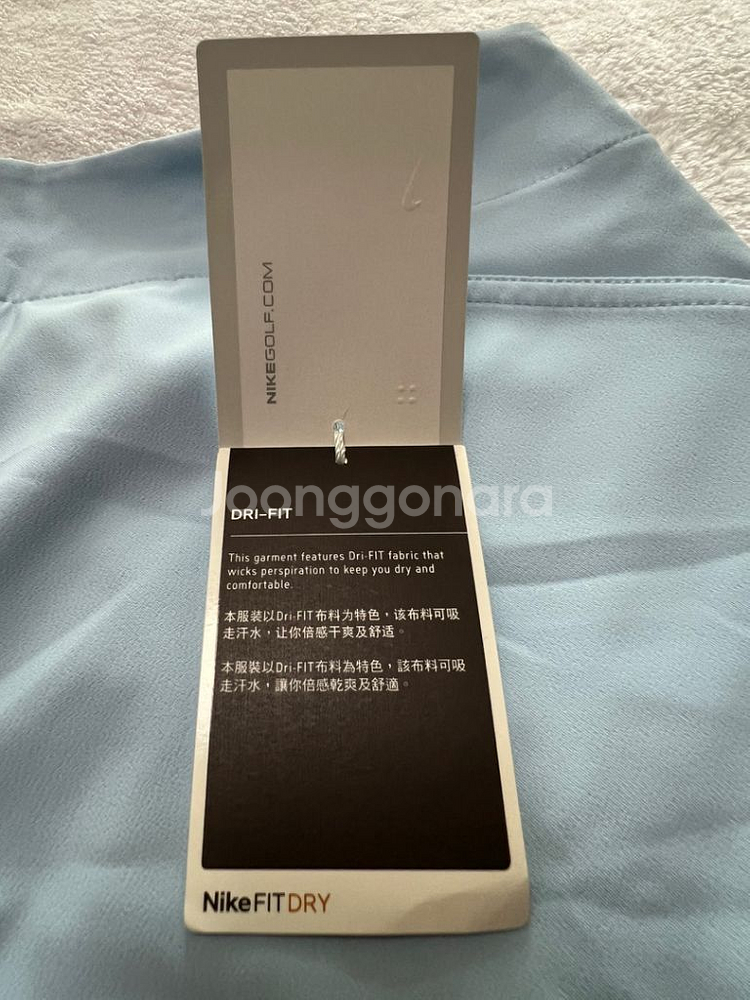 NIKEGOLF.COM
Joonggonara
DRI-FIT
This garment features Dri-FIT fabric that
wicks perspiration to keep you dry and
comfortable.
本服装以Dri-FIT布料为特色，该布料可吸
走汗水，让你倍感干爽及舒适。
本服裝以Dri-FIT布料為特色，該布料可吸
走汗水，讓你倍感乾爽及舒適。
NikeFITDRY